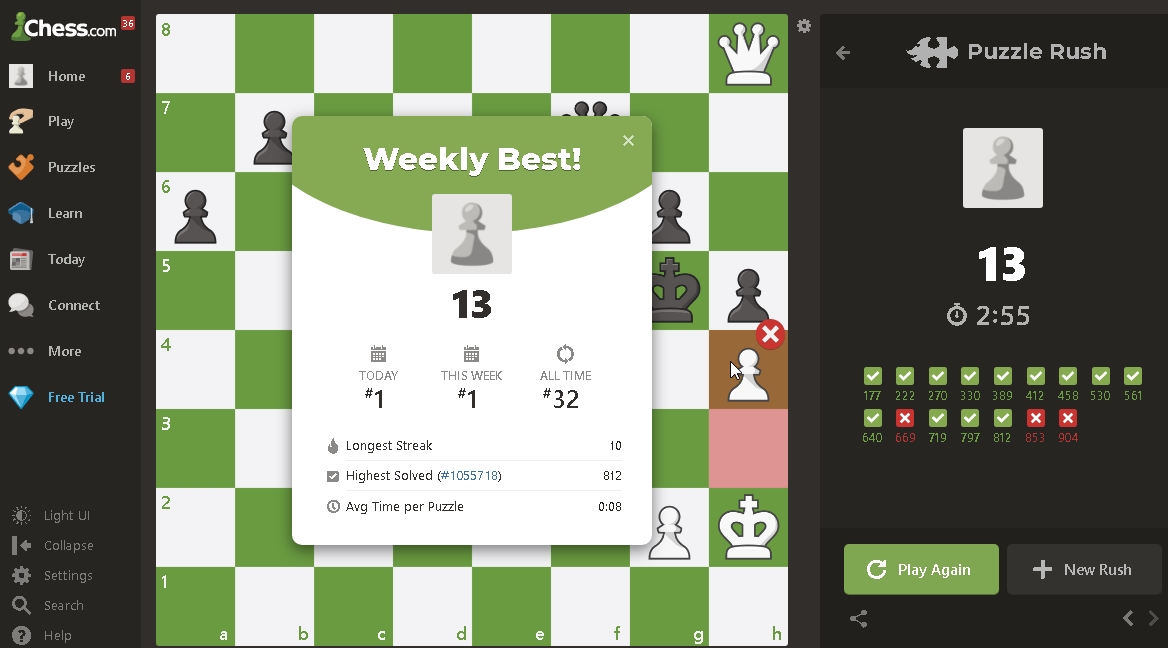 Chess.com 36
Home 6
Play
Puzzles
Learn
Today
Connect
More
Free Trial
Light UI
Collapse
Settings
Search
Help
8
7
6
5
4
3
2
1
a b c d e f g h
Weekly Best!
13
TODAY THIS WEEK ALL TIME
#1 #1 #32
Longest Streak 10
Highest Solved (#1055718) 812
Avg Time per Puzzle 0:08
Puzzle Rush
13
2:55
177 222 270 330 389 412 458 530 561
640 669 719 797 812 853 904
Play Again
New Rush